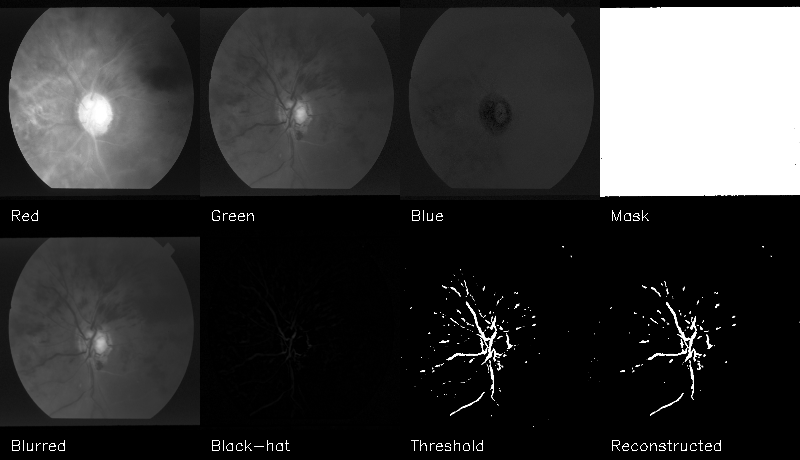 Red
Green
Blue
Mask
Blurred
Black-hat
Threshold
Reconstructed